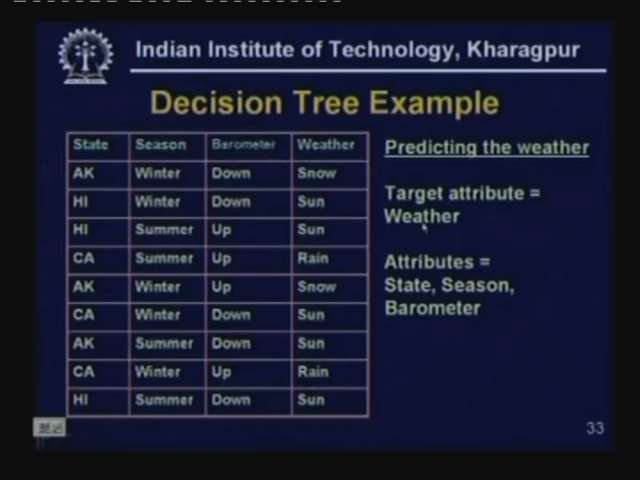 Indian Institute of Technology, Kharagpur
Decision Tree Example
State Season Barometer Weather
AK Winter Down Snow
HI Winter Down Sun
HI Summer Up Sun
CA Summer Up Rain
AK Winter Up Snow
CA Winter Down Sun
AK Summer Down Sun
CA Winter Up Rain
HI Summer Down Sun
Predicting the weather
Target attribute =
Weather
Attributes =
State, Season,
Barometer
33